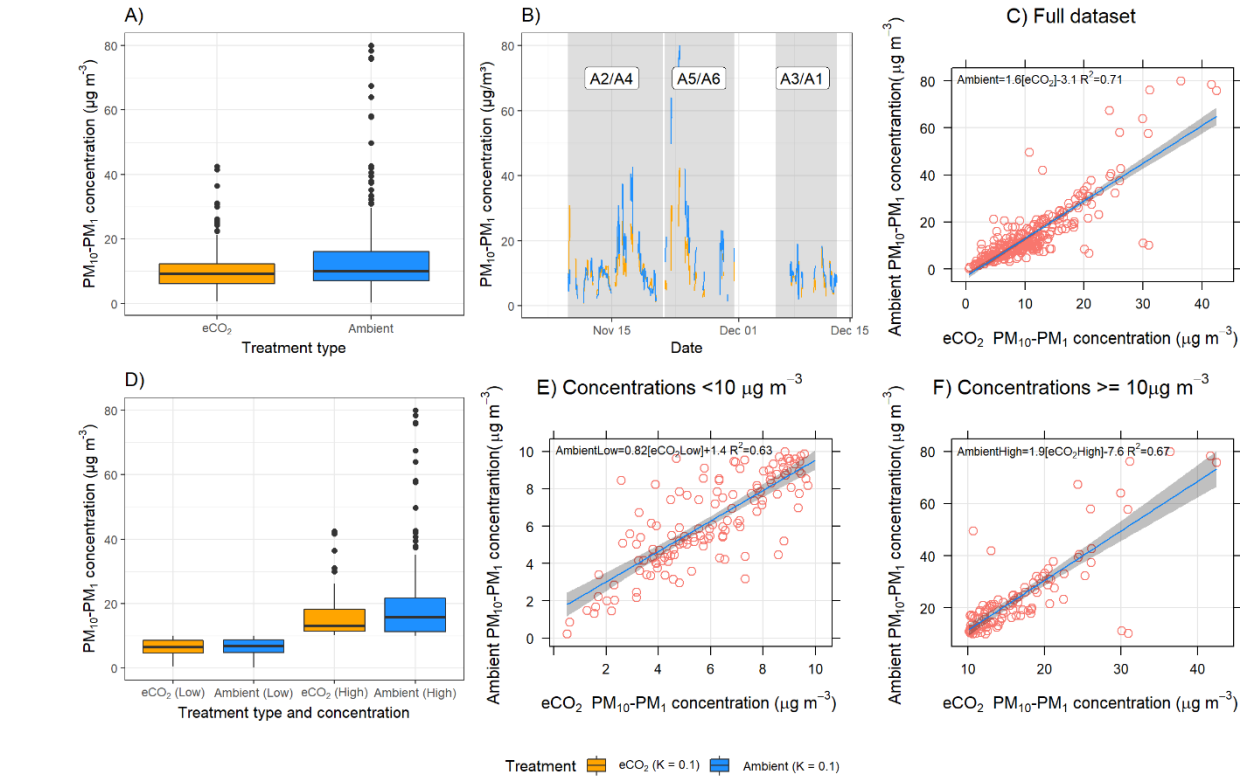 A)
PM₁₀-PM₁ concentration (µg m⁻³)
80
60
40
20
0
eCO₂
Ambient
Treatment type
B)
PM₁₀-PM₁ concentration (µg/m³)
80
60
40
20
0
A2/A4
A5/A6
A3/A1
Nov 15
Dec 01
Dec 15
Date
C) Full dataset
Ambient PM₁₀-PM₁ concentrantion(µg m⁻³)
80
60
40
20
0
Ambient=1.6[eCO₂]-3.1 R²=0.71
0
10
20
30
40
eCO₂ PM₁₀-PM₁ concentration (µg m⁻³)
D)
PM₁₀-PM₁ concentration (µg m⁻³)
80
60
40
20
0
eCO₂ (Low)
Ambient (Low)
eCO₂ (High)
Ambient (High)
Treatment type and concentration
E) Concentrations <10 µg m⁻³
Ambient PM₁₀-PM₁ concentration(µg m⁻³)
10
8
6
4
2
0
AmbientLow=0.82[eCO₂Low]+1.4 R²=0.63
2
4
6
8
10
eCO₂ PM₁₀-PM₁ concentration (µg m⁻³)
F) Concentrations >= 10µg m⁻³
Ambient PM₁₀-PM₁ concentration(µg m⁻³)
80
60
40
20
AmbientHigh=1.9[eCO₂High]-7.6 R²=0.67
10
20
30
40
eCO₂ PM₁₀-PM₁ concentration (µg m⁻³)
Treatment
eCO₂ (K = 0.1)
Ambient (K = 0.1)